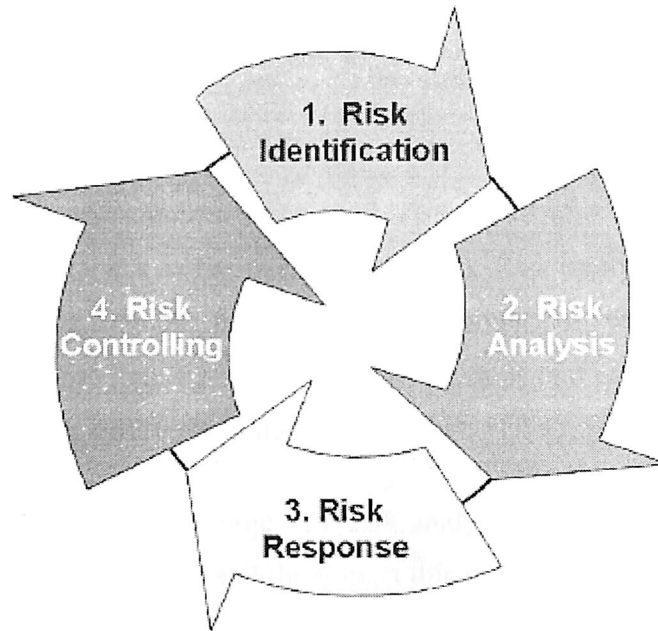 1. Risk
Identification
2. Risk
Analysis
3. Risk
Response
4. Risk
Controlling